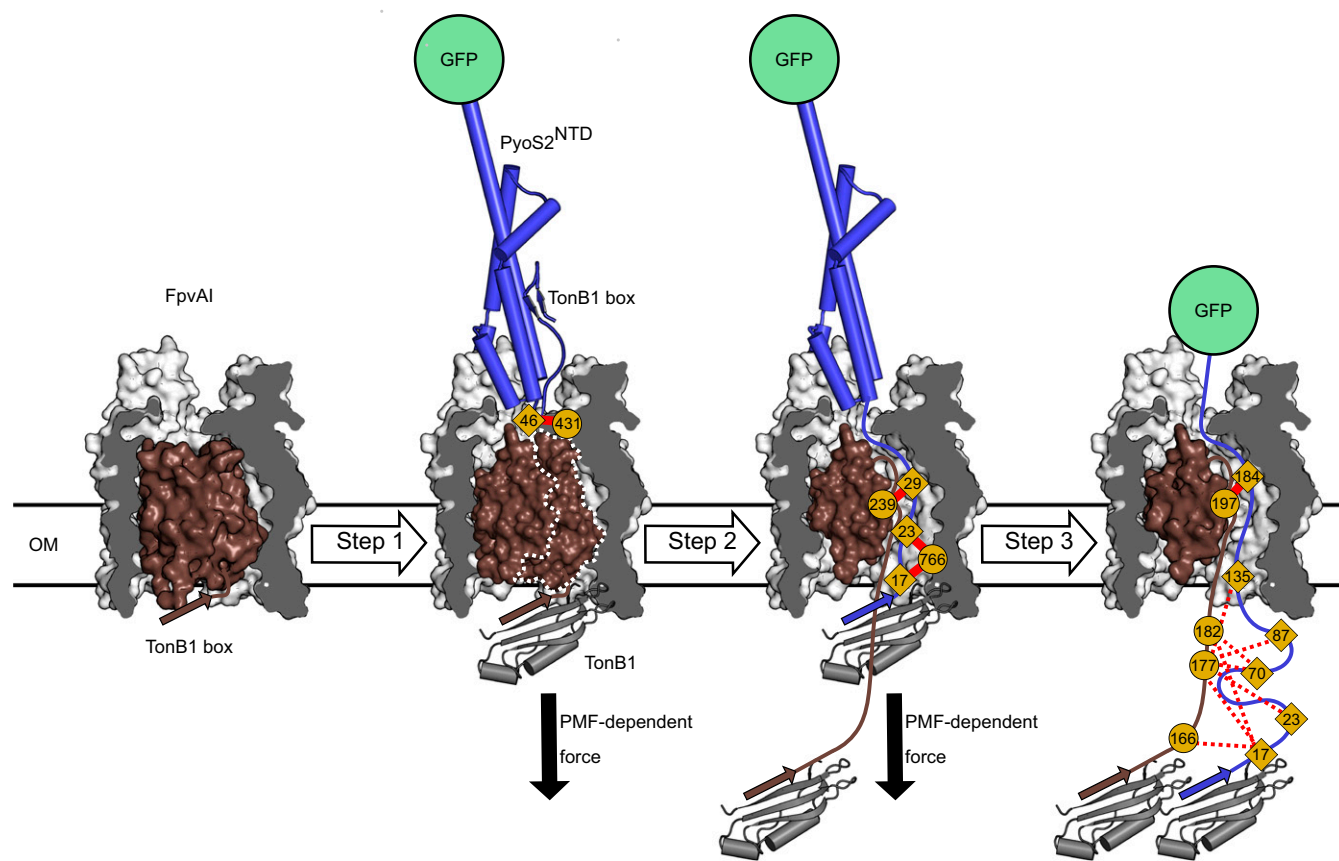 GFP
GFP
PyoS2NTD
TonB1 box
FpvAI
GFP
46
431
29
239
184
197
OM
Step 1
Step 2
Step 3
23
766
17
135
TonB1 box
TonB1
182
87
177
70
PMF-dependent
force
PMF-dependent
force
23
166
17